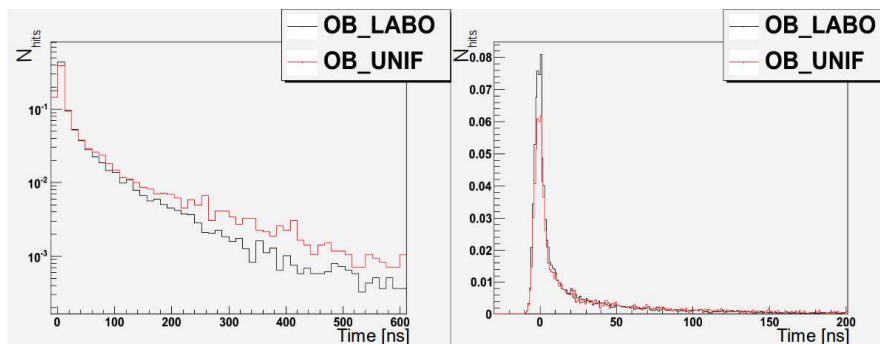 N_hits
OB_LABO
OB_UNIF
10^-1
10^-2
10^-3
0 100 200 300 400 500 600
Time [ns]
N_hits
OB_LABO
OB_UNIF
0.08
0.07
0.06
0.05
0.04
0.03
0.02
0.01
0
0 50 100 150 200
Time [ns]